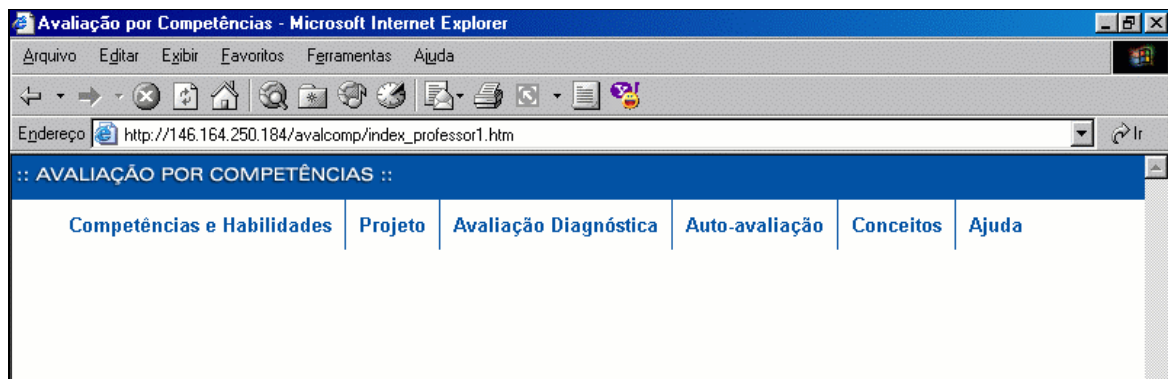 Avaliação por Competências - Microsoft Internet Explorer
Arquivo Editar Exibir Favoritos Ferramentas Ajuda
Endereço http://146.164.250.184/avalcomp/index_professor1.htm Ir
:: AVALIAÇÃO POR COMPETÊNCIAS ::
Competências e Habilidades Projeto Avaliação Diagnóstica Auto-avaliação Conceitos Ajuda